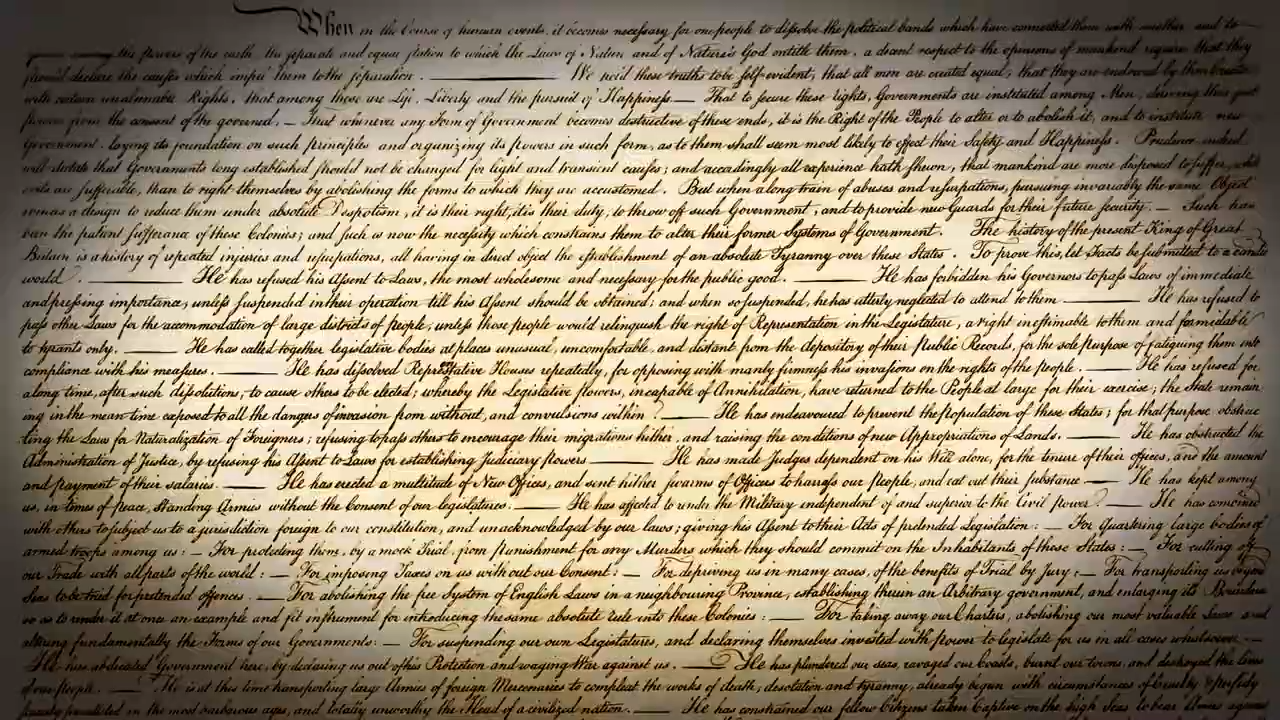 When in the Course of human events, it becomes necessary for one people to dissolve the political bands which have connected them with another, and to
among the powers of the earth, the separate and equal station to which the Laws of Nature and of Nature's God entitle them, a decent respect to the opinions of mankind requires that they
should declare the causes which impel them to the separation. ——— We hold these truths to be self-evident, that all men are created equal, that they are endowed by their Creator
with certain unalienable Rights, that among these are Life, Liberty and the pursuit of Happiness.— That to secure these rights, Governments are instituted among Men, deriving their just
powers from the consent of the governed, — That whenever any Form of Government becomes destructive of these ends, it is the Right of the People to alter or to abolish it, and to institute new
Government, laying its foundation on such principles and organizing its powers in such form, as to them shall seem most likely to effect their Safety and Happiness. Prudence, indeed,
will dictate that Governments long established should not be changed for light and transient causes; and accordingly all experience hath shewn, that mankind are more disposed to suffer, while
evils are sufferable, than to right themselves by abolishing the forms to which they are accustomed. But when a long train of abuses and usurpations, pursuing invariably the same Object
evinces a design to reduce them under absolute Despotism, it is their right, it is their duty, to throw off such Government, and to provide new Guards for their future security.— Such has
been the patient sufferance of these Colonies; and such is now the necessity which constrains them to alter their former Systems of Government. The history of the present King of Great
Britain is a history of repeated injuries and usurpations, all having in direct object the establishment of an absolute Tyranny over these States. To prove this, let Facts be submitted to a candid
world. ——— He has refused his Assent to Laws, the most wholesome and necessary for the public good. ——— He has forbidden his Governors to pass Laws of immediate
and pressing importance, unless suspended in their operation till his Assent should be obtained; and when so suspended, he has utterly neglected to attend to them. ——— He has refused to
pass other Laws for the accommodation of large districts of people, unless those people would relinquish the right of Representation in the Legislature, a right inestimable to them and formidable
to tyrants only. ——— He has called together legislative bodies at places unusual, uncomfortable, and distant from the depository of their Public Records, for the sole purpose of fatiguing them into
compliance with his measures. ——— He has dissolved Representative Houses repeatedly, for opposing with manly firmness his invasions on the rights of the people. ——— He has refused for
a long time, after such dissolutions, to cause others to be elected; whereby the Legislative powers, incapable of Annihilation, have returned to the People at large for their exercise; the State remain
ing in the mean time exposed to all the dangers of invasion from without, and convulsions within. ——— He has endeavoured to prevent the population of these States; for that purpose obstruc
ting the Laws for Naturalization of Foreigners; refusing to pass others to encourage their migrations hither, and raising the conditions of new Appropriations of Lands. ——— He has obstructed the
Administration of Justice, by refusing his Assent to Laws for establishing Judiciary powers. ——— He has made Judges dependent on his Will alone, for the tenure of their offices, and the amount
and payment of their salaries. ——— He has erected a multitude of New Offices, and sent hither swarms of Officers to harass our people, and eat out their substance. — He has kept among
us, in times of peace, Standing Armies without the Consent of our legislatures. ——— He has affected to render the Military independent of and superior to the Civil power. ——— He has combined
with others to subject us to a jurisdiction foreign to our constitution, and unacknowledged by our laws; giving his Assent to their Acts of pretended Legislation: — For Quartering large bodies of
armed troops among us: — For protecting them, by a mock Trial, from punishment for any Murders which they should commit on the Inhabitants of these States: — For cutting off
our Trade with all parts of the world: — For imposing Taxes on us without our Consent: — For depriving us in many cases, of the benefits of Trial by Jury: — For transporting us beyond
Seas to be tried for pretended offences. — For abolishing the free System of English Laws in a neighbouring Province, establishing therein an Arbitrary government, and enlarging its Boundaries
so as to render it at once an example and fit instrument for introducing the same absolute rule into these Colonies: — For taking away our Charters, abolishing our most valuable Laws and
altering fundamentally the Forms of our Governments: — For suspending our own Legislatures, and declaring themselves invested with power to legislate for us in all cases whatsoever. —
He has abdicated Government here, by declaring us out of his Protection and waging War against us. — He has plundered our seas, ravaged our Coasts, burnt our towns, and destroyed the lives
of our people. — He is at this time transporting large Armies of foreign Mercenaries to compleat the works of death, desolation and tyranny, already begun with circumstances of Cruelty & perfidy
scarcely paralleled in the most barbarous ages, and totally unworthy the Head of a civilized nation. — He has constrained our fellow Citizens taken Captive on the high Seas to bear Arms against